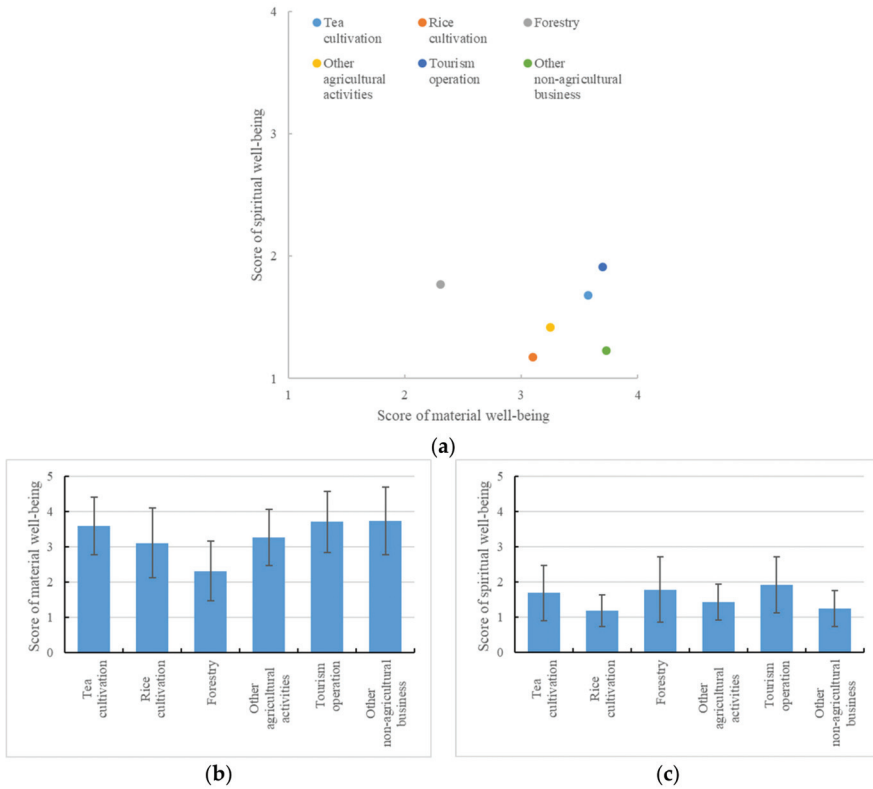 4
Tea
cultivation
Rice
cultivation
Forestry
Other
agricultural
activities
Tourism
operation
Other
non-agricultural
business
3
2
1
Score of spiritual well-being
1 2 3 4
Score of material well-being
(a)
5
4
3
2
1
0
Score of material well-being
Tea
cultivation
Rice
cultivation
Forestry
Other
agricultural
activities
Tourism
operation
Other
non-agricultural
business
(b)
5
4
3
2
1
0
Score of spiritual well-being
Tea
cultivation
Rice
cultivation
Forestry
Other
agricultural
activities
Tourism
operation
Other
non-agricultural
business
(c)